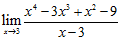 lim x→3 (x⁴ − 3x³ + x² − 9)/(x − 3)